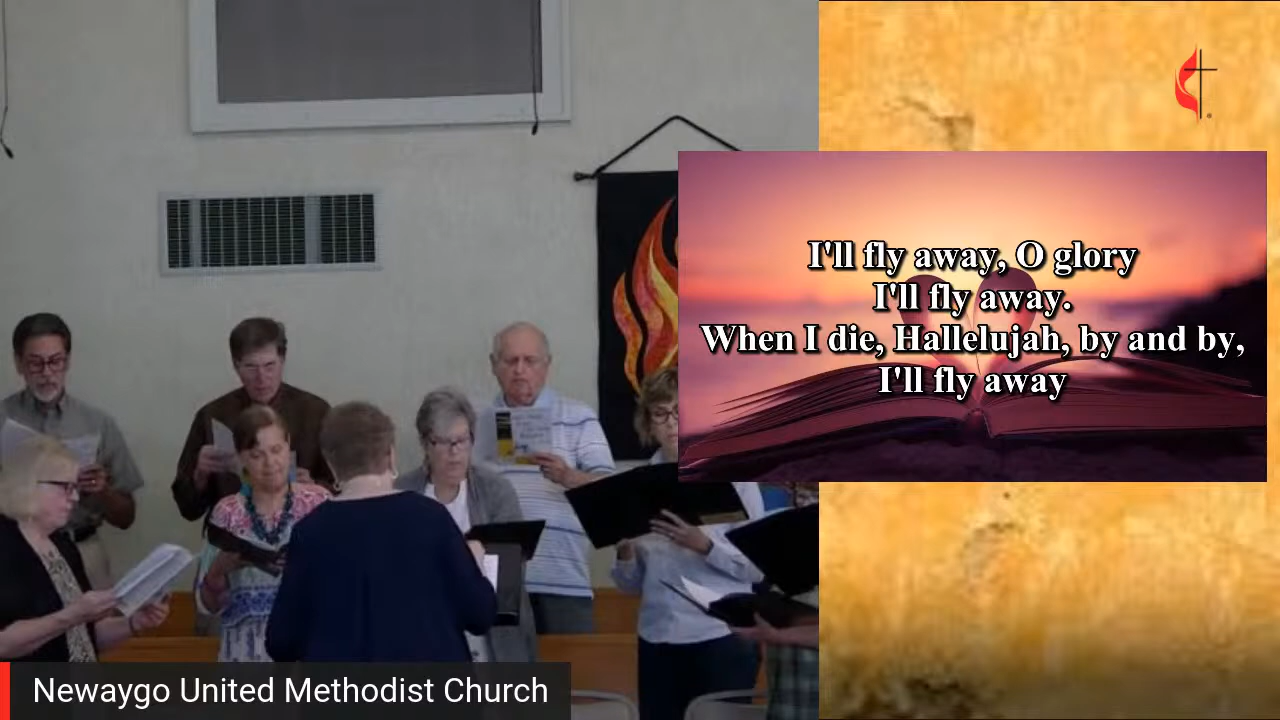 I'll fly away, O glory
I'll fly away.
When I die, Hallelujah, by and by,
I'll fly away
Newaygo United Methodist Church